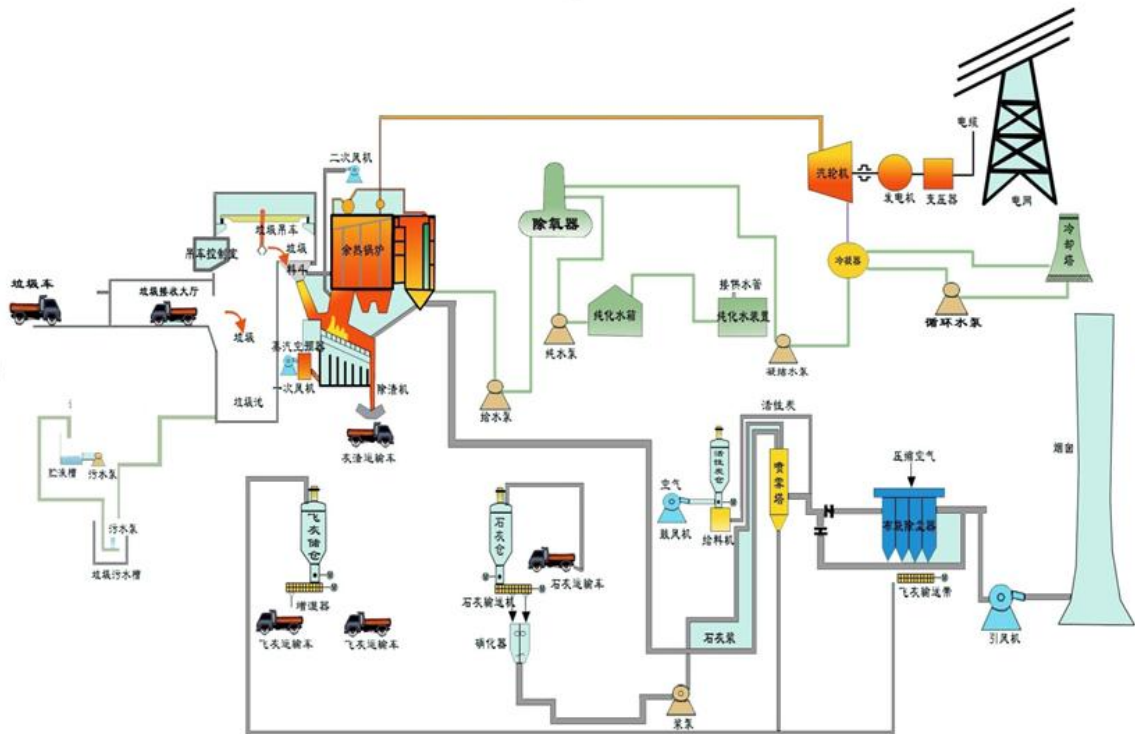 电缆
二次风机
汽轮机
发电机
变压器
电网
垃圾吊车
除氧器
冷却塔
吊车控制室
垃圾
料斗
余热锅炉
冷凝器
垃圾车
垃圾接收大厅
接供水管
纯化水箱
纯化水装置
循环水泵
垃圾
蒸汽空预器
纯水泵
凝结水泵
一次风机
除渣机
垃圾池
给水泵
活性炭
灰渣运输车
烟囱
活性炭仓
喷雾塔
压缩空气
贮液槽
污水泵
空气
飞灰储仓
石灰仓
布袋除尘器
污水泵
鼓风机
给料机
垃圾污水槽
石灰运输车
飞灰输送带
增湿器
石灰输送机
飞灰运输车
飞灰运输车
消化器
石灰浆
引风机
浆泵